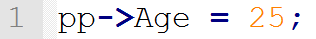 1 pp->Age = 25;